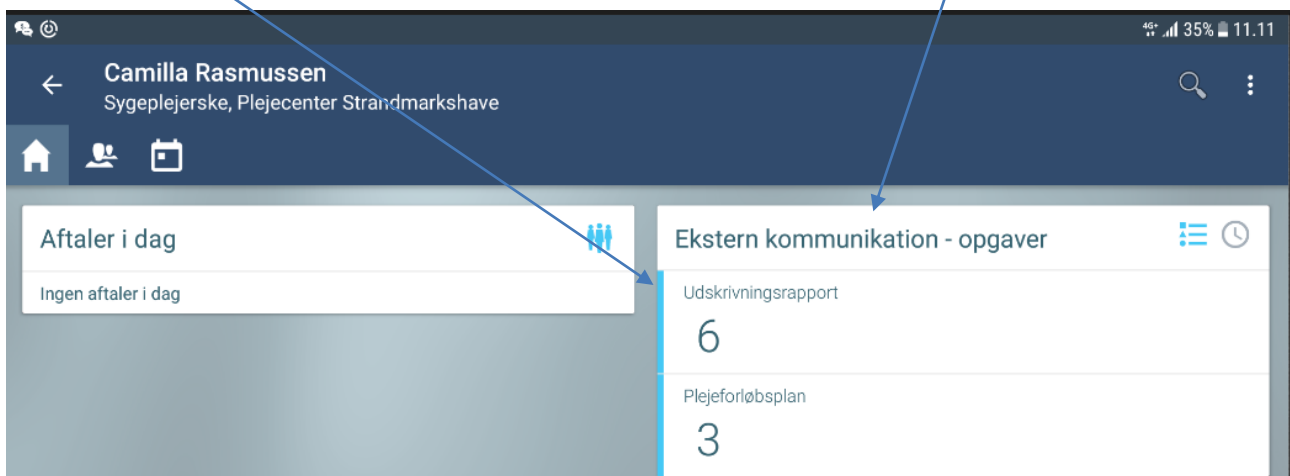 4G+ 35% 11.11
Camilla Rasmussen
Sygeplejerske, Plejecenter Strandmarkshave
Aftaler i dag
Ingen aftaler i dag
Ekstern kommunikation - opgaver
Udskrivningsrapport
6
Plejeforløbsplan
3